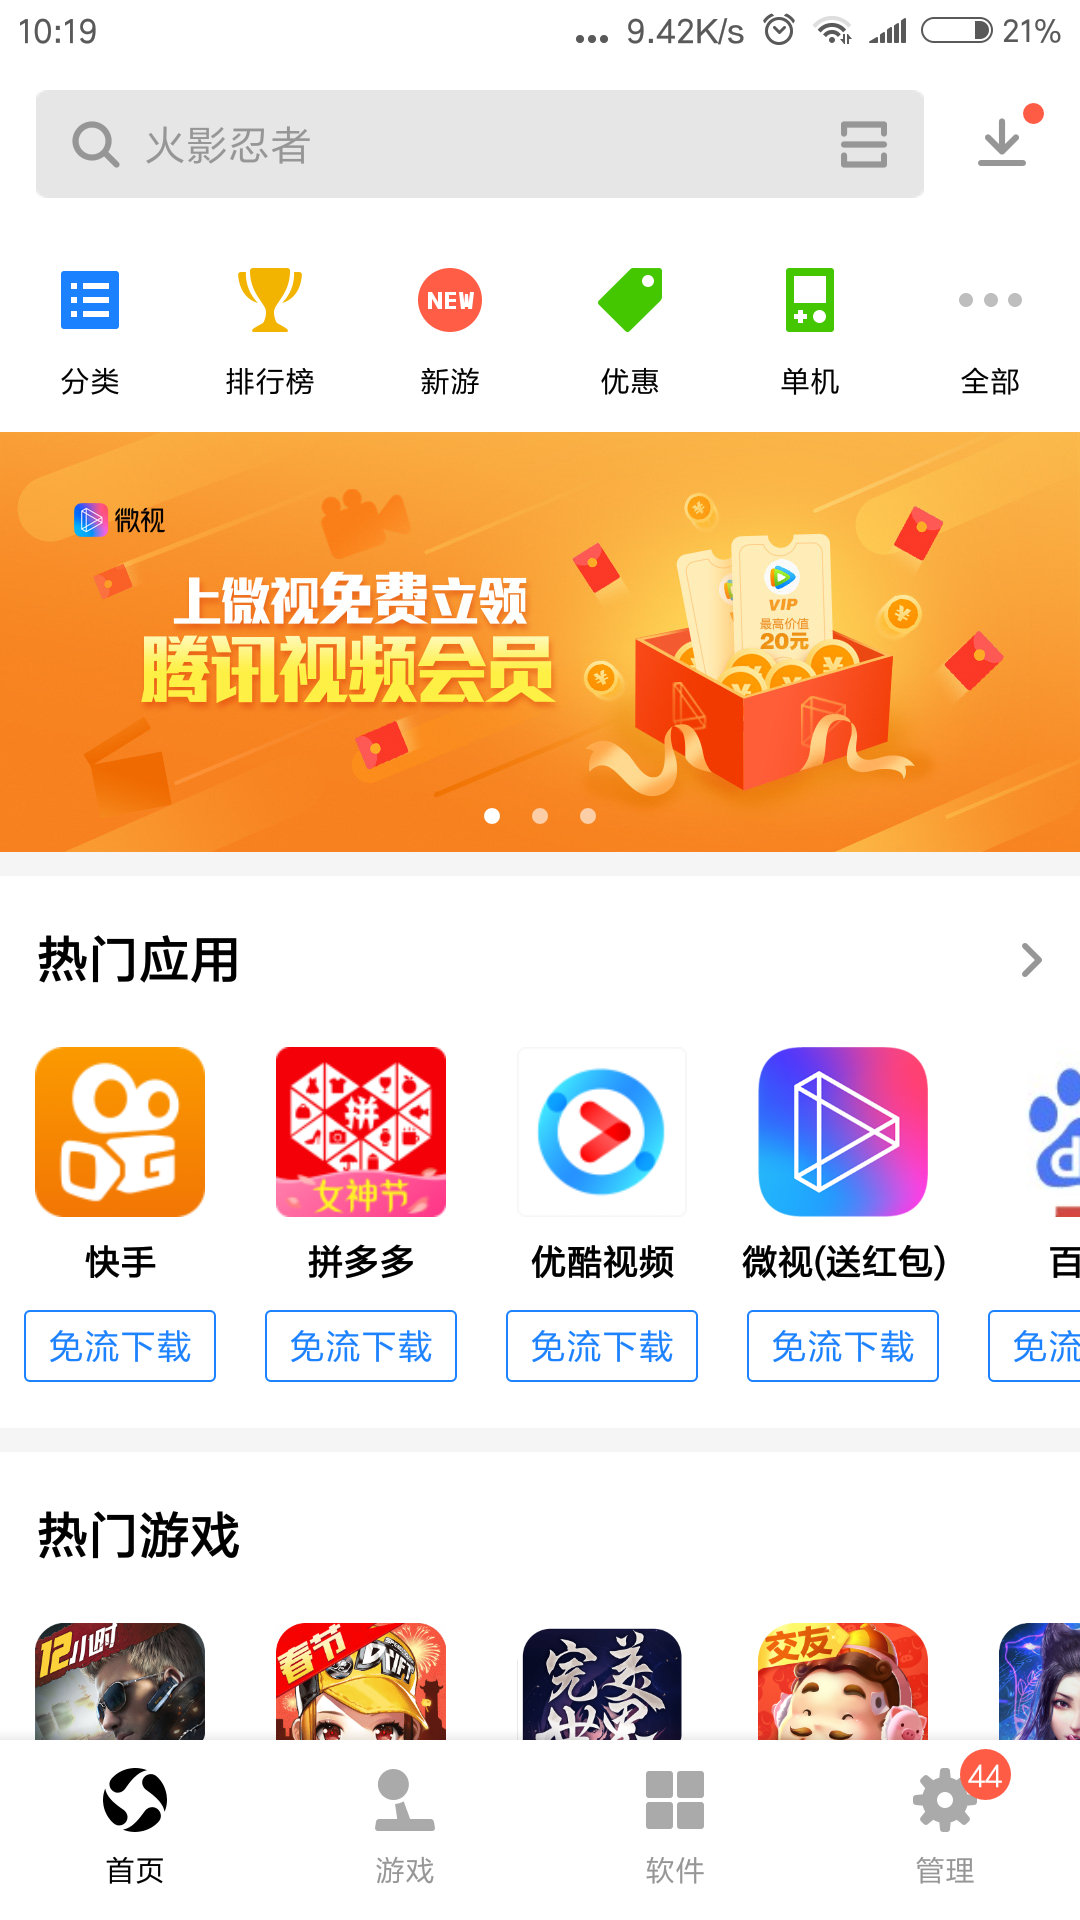 10:19
... 9.42K/s 21%
火影忍者
NEW
分类 排行榜 新游 优惠 单机 全部
微视
上微视免费立领
腾讯视频会员
VIP
最高价值
20元
热门应用
拼
女神节
快手 拼多多 优酷视频 微视(送红包) 百
免流下载 免流下载 免流下载 免流下载 免流
热门游戏
12小时
春节
完美
世界
交友
44
首页 游戏 软件 管理